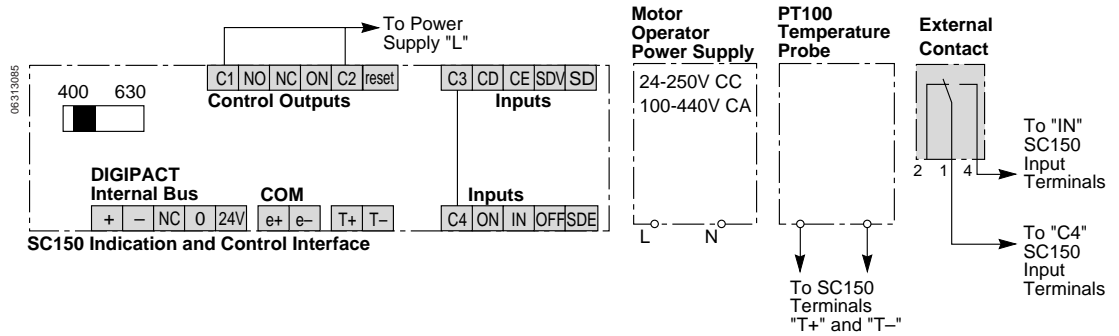 To Power
Supply "L"
Motor
Operator
Power Supply
PT100
Temperature
Probe
External
Contact
06313085
C1 NO NC ON C2 reset
Control Outputs
C3 CD CE SDV SD
Inputs
24-250V CC
100-440V CA
400 630
To "IN"
SC150
Input
Terminals
2 1 4
DIGIPACT
Internal Bus
COM
Inputs
+ – NC 0 24V
e+ e–
T+ T–
C4 ON IN OFF SDE
SC150 Indication and Control Interface
L N
To "C4"
SC150
Input
Terminals
To SC150
Terminals
"T+" and "T–"